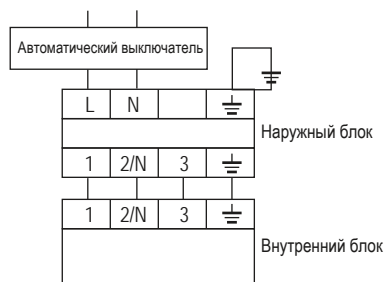 Автоматический выключатель
L N
Наружный блок
1 2/N 3
1 2/N 3
Внутренний блок